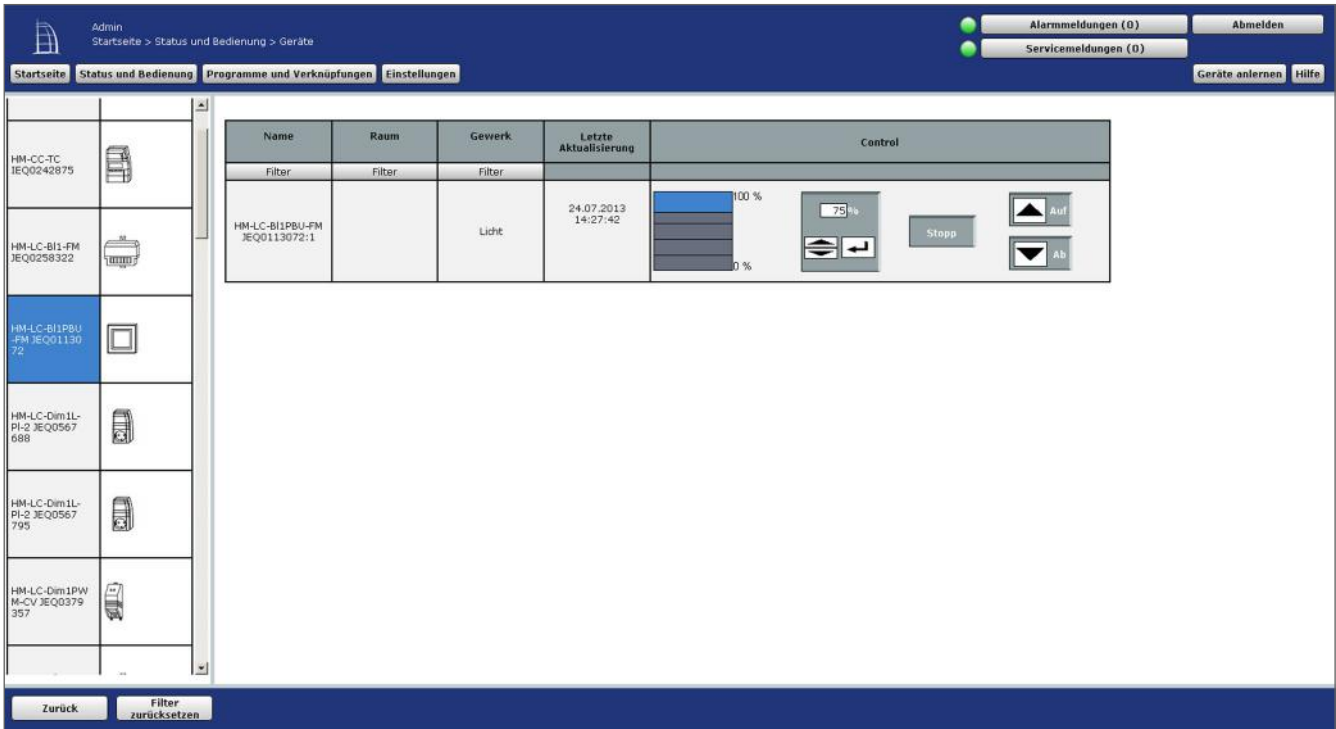 Admin
Startseite > Status und Bedienung > Geräte
Alarmmeldungen (0)
Abmelden
Servicemeldungen (0)
Startseite
Status und Bedienung
Programme und Verknüpfungen
Einstellungen
Geräte anlernen
Hilfe
HM-CC-TC
IEQ0242875
HM-LC-Bl1-FM
JEQ0258322
HM-LC-Bl1PBU
-FM JEQ01130
72
HM-LC-Dim1L-
Pl-2 JEQ0567
688
HM-LC-Dim1L-
Pl-2 JEQ0567
795
HM-LC-Dim1PW
M-CV JEQ0379
357
Name
Raum
Gewerk
Letzte
Aktualisierung
Control
Filter
Filter
Filter
HM-LC-Bl1PBU-FM
JEQ0113072:1
Licht
24.07.2013
14:27:42
100 %
0 %
75%
Stopp
Auf
Ab
Zurück
Filter
zurücksetzen